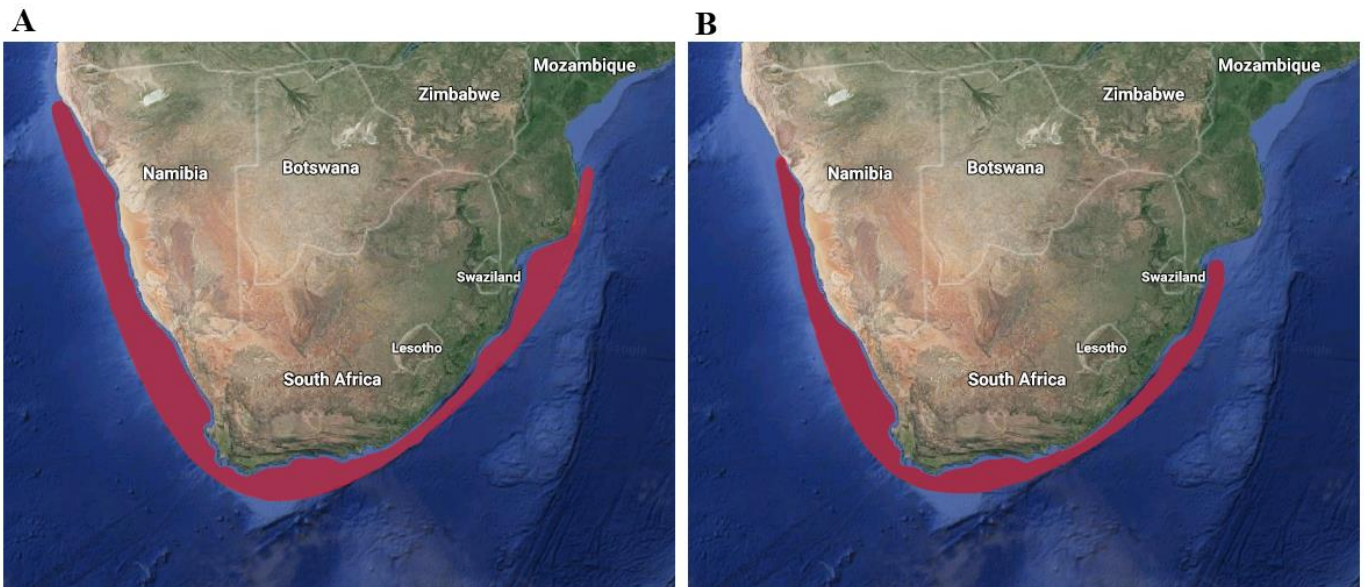 A
B
Mozambique
Zimbabwe
Namibia
Botswana
Swaziland
Lesotho
South Africa
Mozambique
Zimbabwe
Namibia
Botswana
Swaziland
Lesotho
South Africa